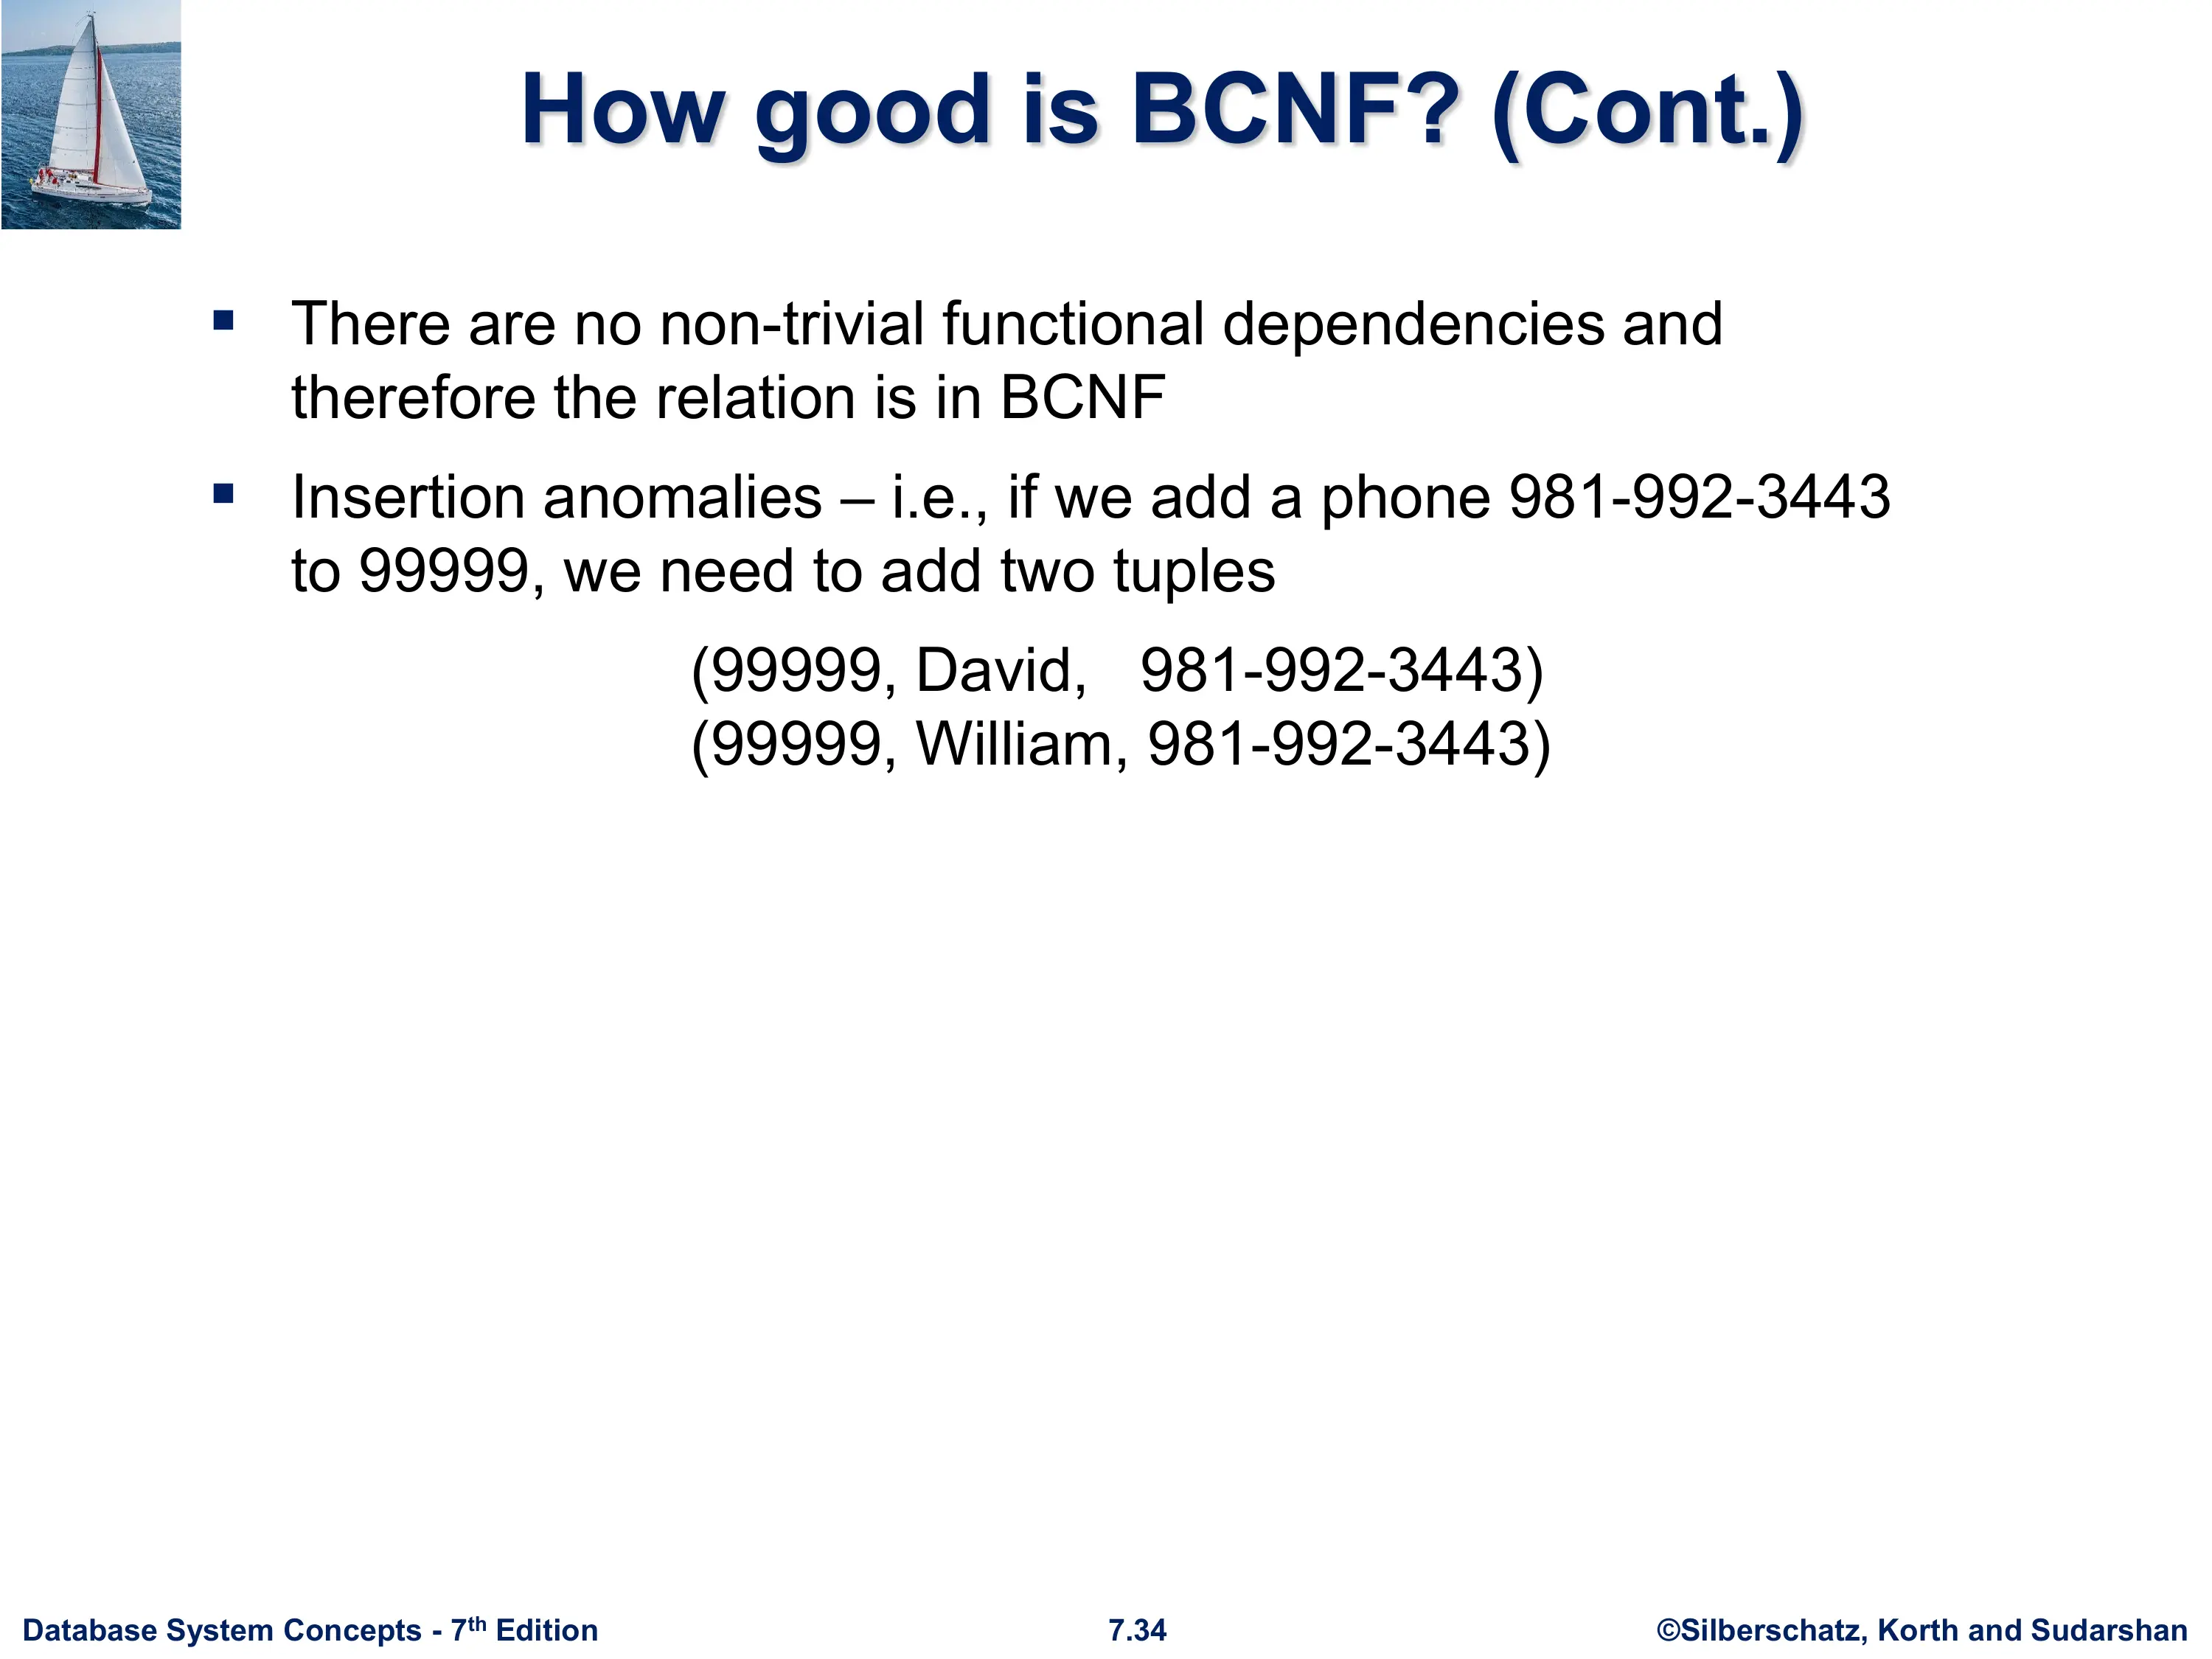 How good is BCNF? (Cont.)
▪ There are no non-trivial functional dependencies and
therefore the relation is in BCNF
▪ Insertion anomalies – i.e., if we add a phone 981-992-3443
to 99999, we need to add two tuples
(99999, David, 981-992-3443)
(99999, William, 981-992-3443)
Database System Concepts - 7th Edition
7.34
©Silberschatz, Korth and Sudarshan